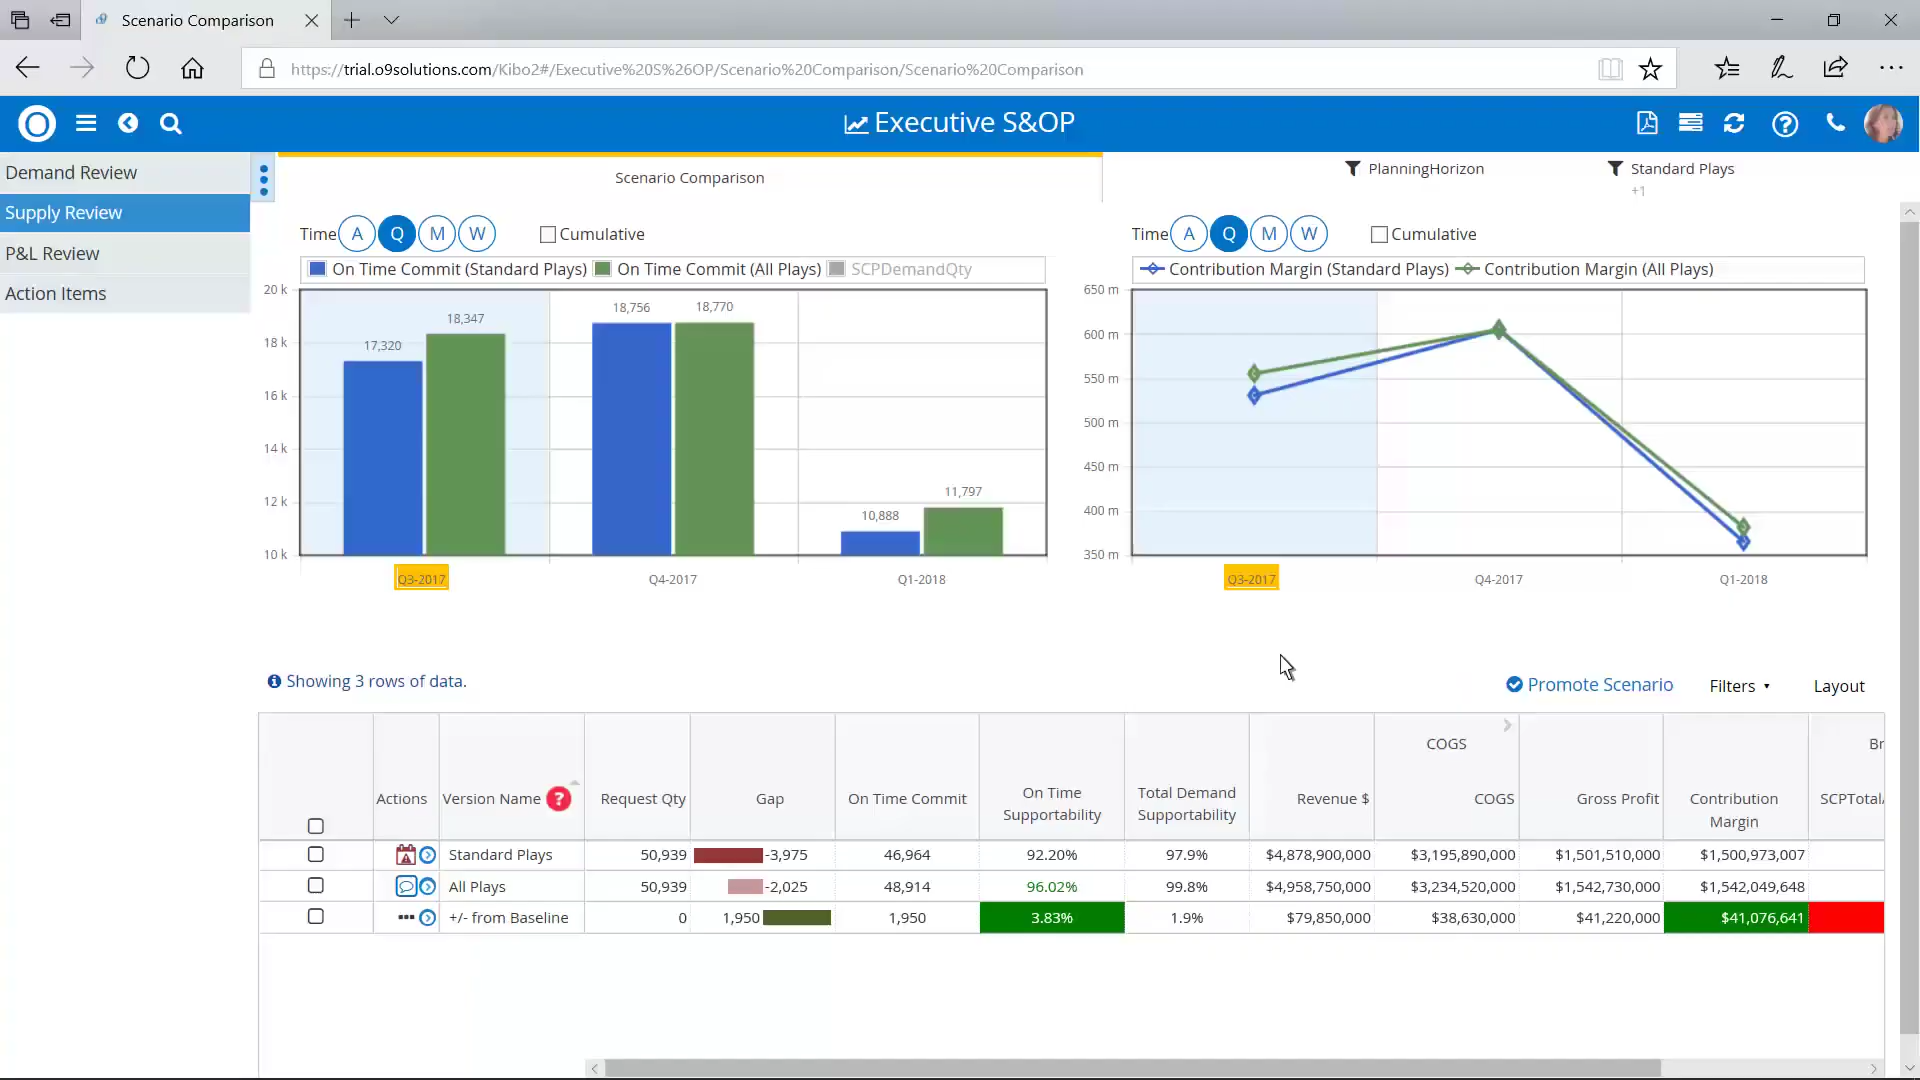 Scenario Comparison
https://trial.o9solutions.com/Kibo2#/Executive%20S%26OP/Scenario%20Comparison/Scenario%20Comparison
Executive S&OP
Demand Review
Supply Review
P&L Review
Action Items
Scenario Comparison
PlanningHorizon
Standard Plays
+1
Time A Q M W Cumulative
On Time Commit (Standard Plays) On Time Commit (All Plays) SCPDemandQty
20 k
18 k
16 k
14 k
12 k
10 k
17,320
18,347
18,756
18,770
10,888
11,797
Q3-2017 Q4-2017 Q1-2018
Time A Q M W Cumulative
Contribution Margin (Standard Plays) Contribution Margin (All Plays)
650 m
600 m
550 m
500 m
450 m
400 m
350 m
Q3-2017 Q4-2017 Q1-2018
Showing 3 rows of data.
Promote Scenario Filters Layout
COGS Br
Actions Version Name ? Request Qty Gap On Time Commit On Time Supportability Total Demand Supportability Revenue $ COGS Gross Profit Contribution Margin SCPTotal
Standard Plays 50,939 -3,975 46,964 92.20% 97.9% $4,878,900,000 $3,195,890,000 $1,501,510,000 $1,500,973,007
All Plays 50,939 -2,025 48,914 96.02% 99.8% $4,958,750,000 $3,234,520,000 $1,542,730,000 $1,542,049,648
+/- from Baseline 0 1,950 1,950 3.83% 1.9% $79,850,000 $38,630,000 $41,220,000 $41,076,641